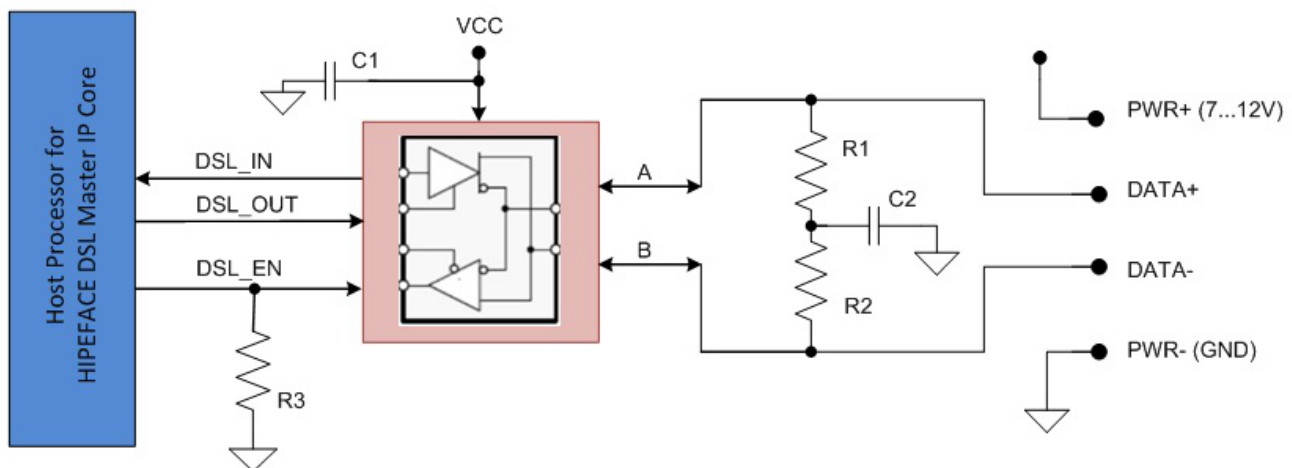 Host Processor for
HIPEFACE DSL Master IP Core
VCC
C1
DSL_IN
DSL_OUT
DSL_EN
R3
A
B
R1
C2
R2
PWR+ (7...12V)
DATA+
DATA-
PWR- (GND)